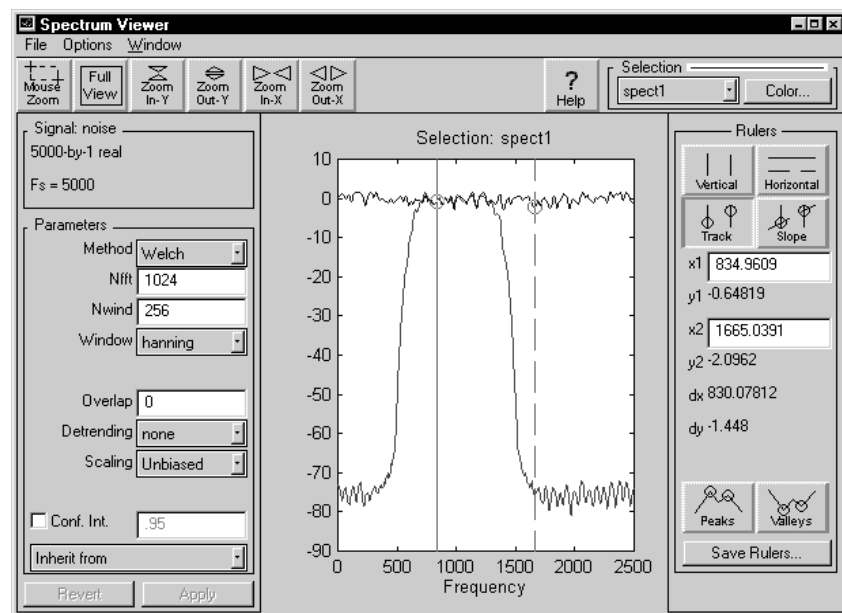 Spectrum Viewer
File Options Window
Mouse Zoom
Full View
Zoom In-Y
Zoom Out-Y
Zoom In-X
Zoom Out-X
? Help
Selection
spect1
Color...
Signal: noise
5000-by-1 real
Fs = 5000
Parameters
Method Welch
Nfft 1024
Nwind 256
Window hanning
Overlap 0
Detrending none
Scaling Unbiased
Conf. Int. .95
Inherit from
Revert Apply
Selection: spect1
10
0
-10
-20
-30
-40
-50
-60
-70
-80
-90
0 500 1000 1500 2000 2500
Frequency
Rulers
Vertical Horizontal
Track Slope
x1 834.9609
y1 -0.64819
x2 1665.0391
y2 -2.0962
dx 830.07812
dy -1.448
Peaks Valleys
Save Rulers...